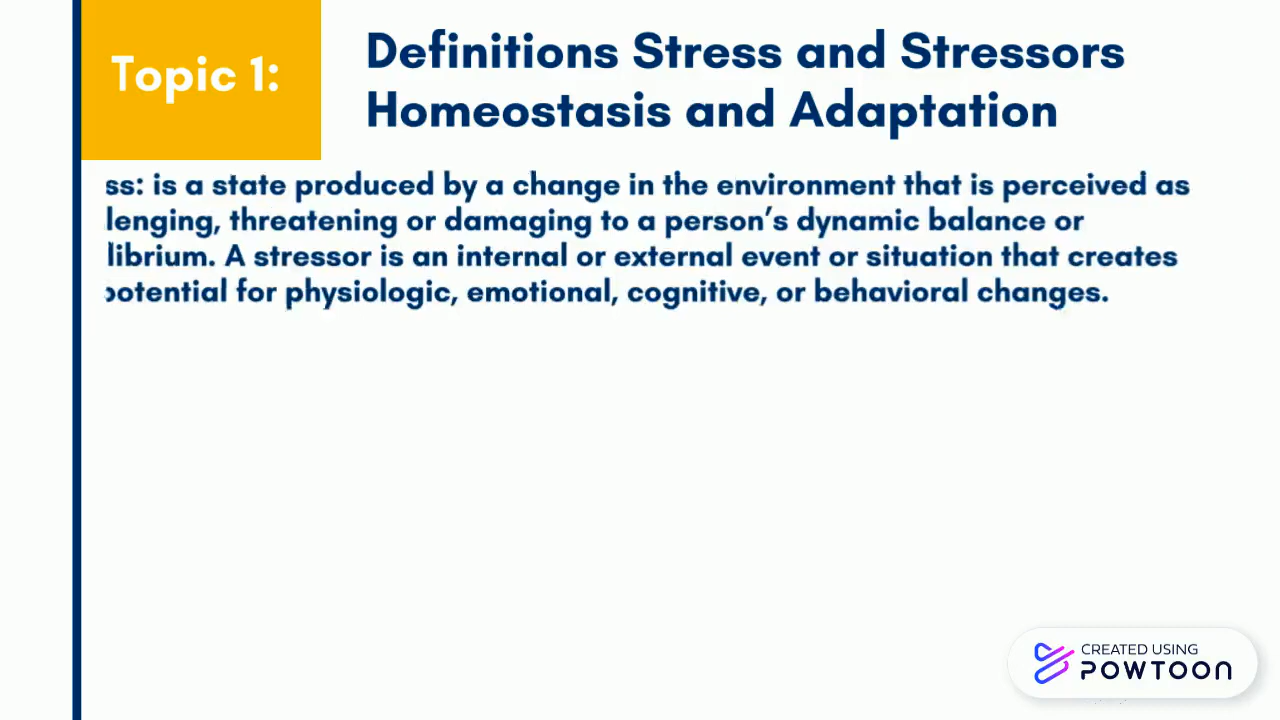 Topic 1:
Definitions Stress and Stressors
Homeostasis and Adaptation
ss: is a state produced by a change in the environment that is perceived as
lenging, threatening or damaging to a person’s dynamic balance or
librium. A stressor is an internal or external event or situation that creates
potential for physiologic, emotional, cognitive, or behavioral changes.
CREATED USING
POWTOON